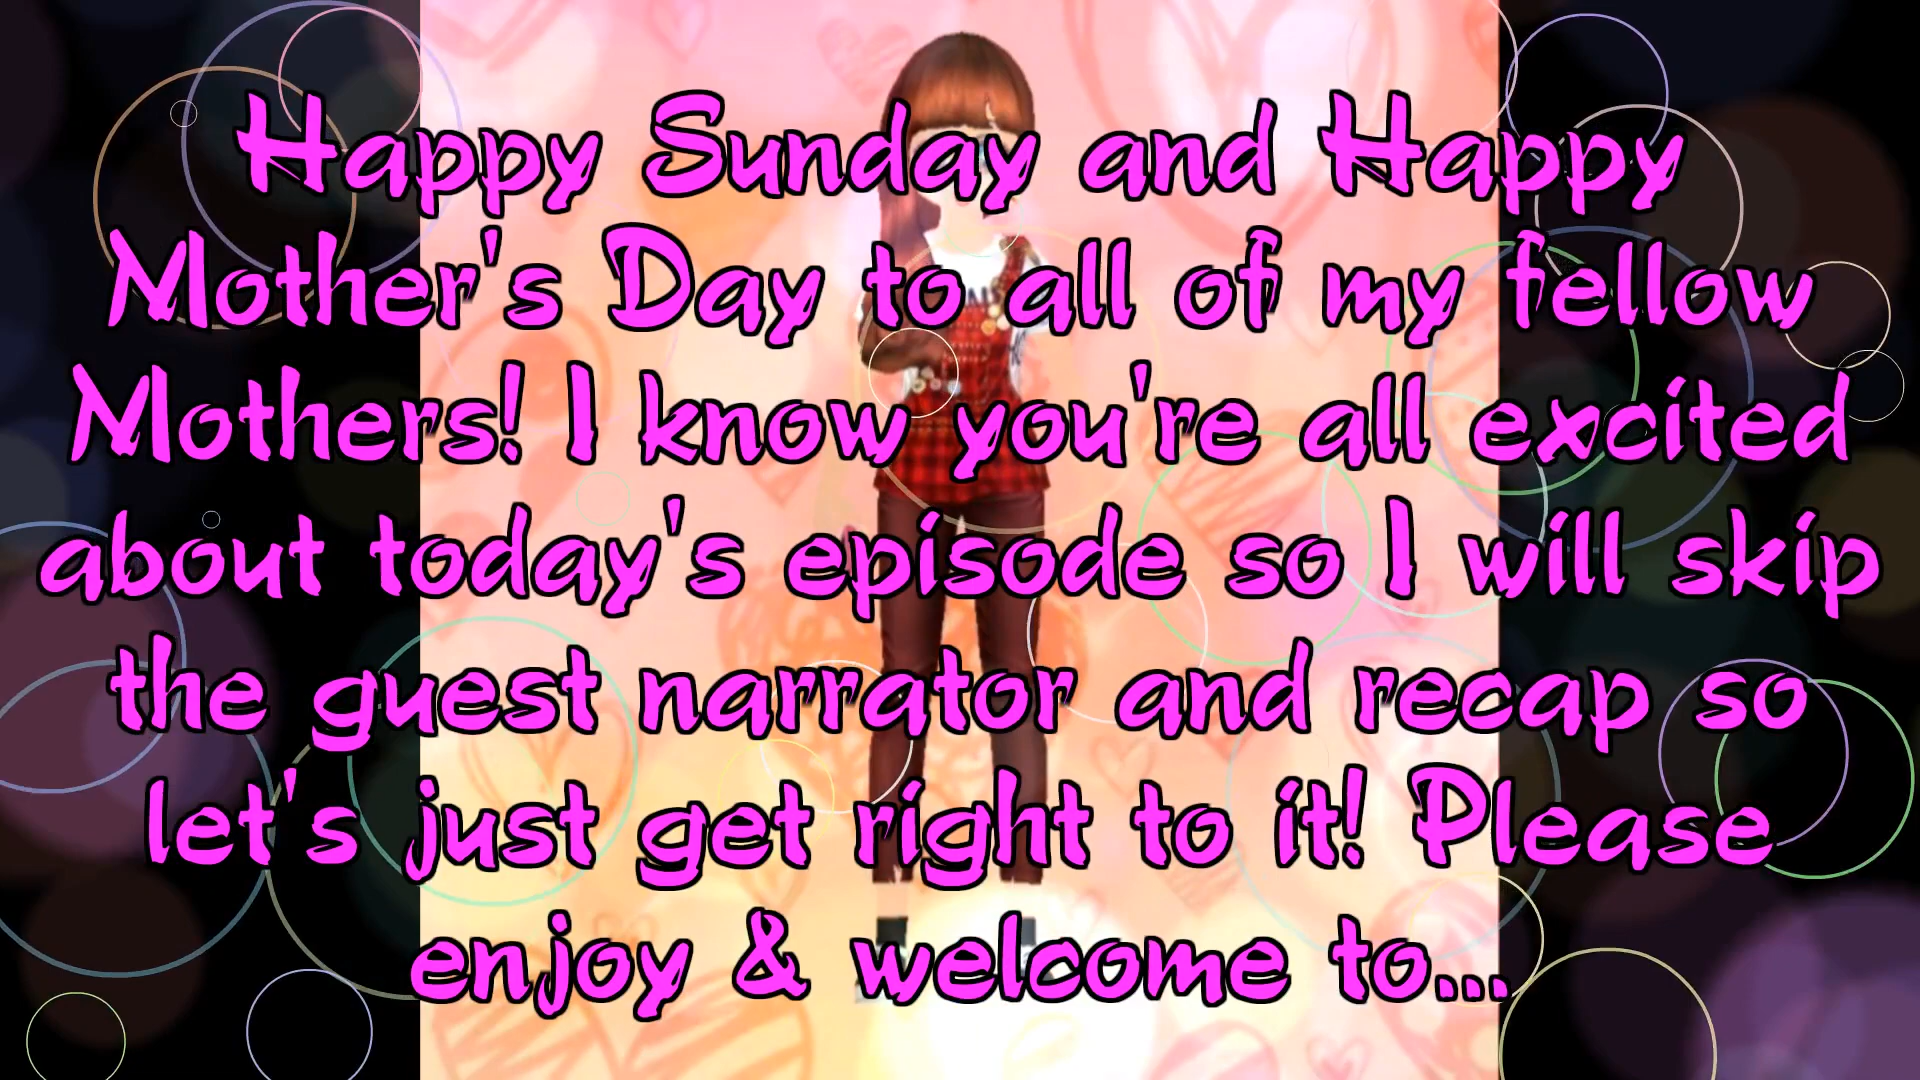 Happy Sunday and Happy
Mother's Day to all of my fellow
Mothers! I know you're all excited
about today's episode so I will skip
the guest narrator and recap so
let's just get right to it! Please
enjoy & welcome to...